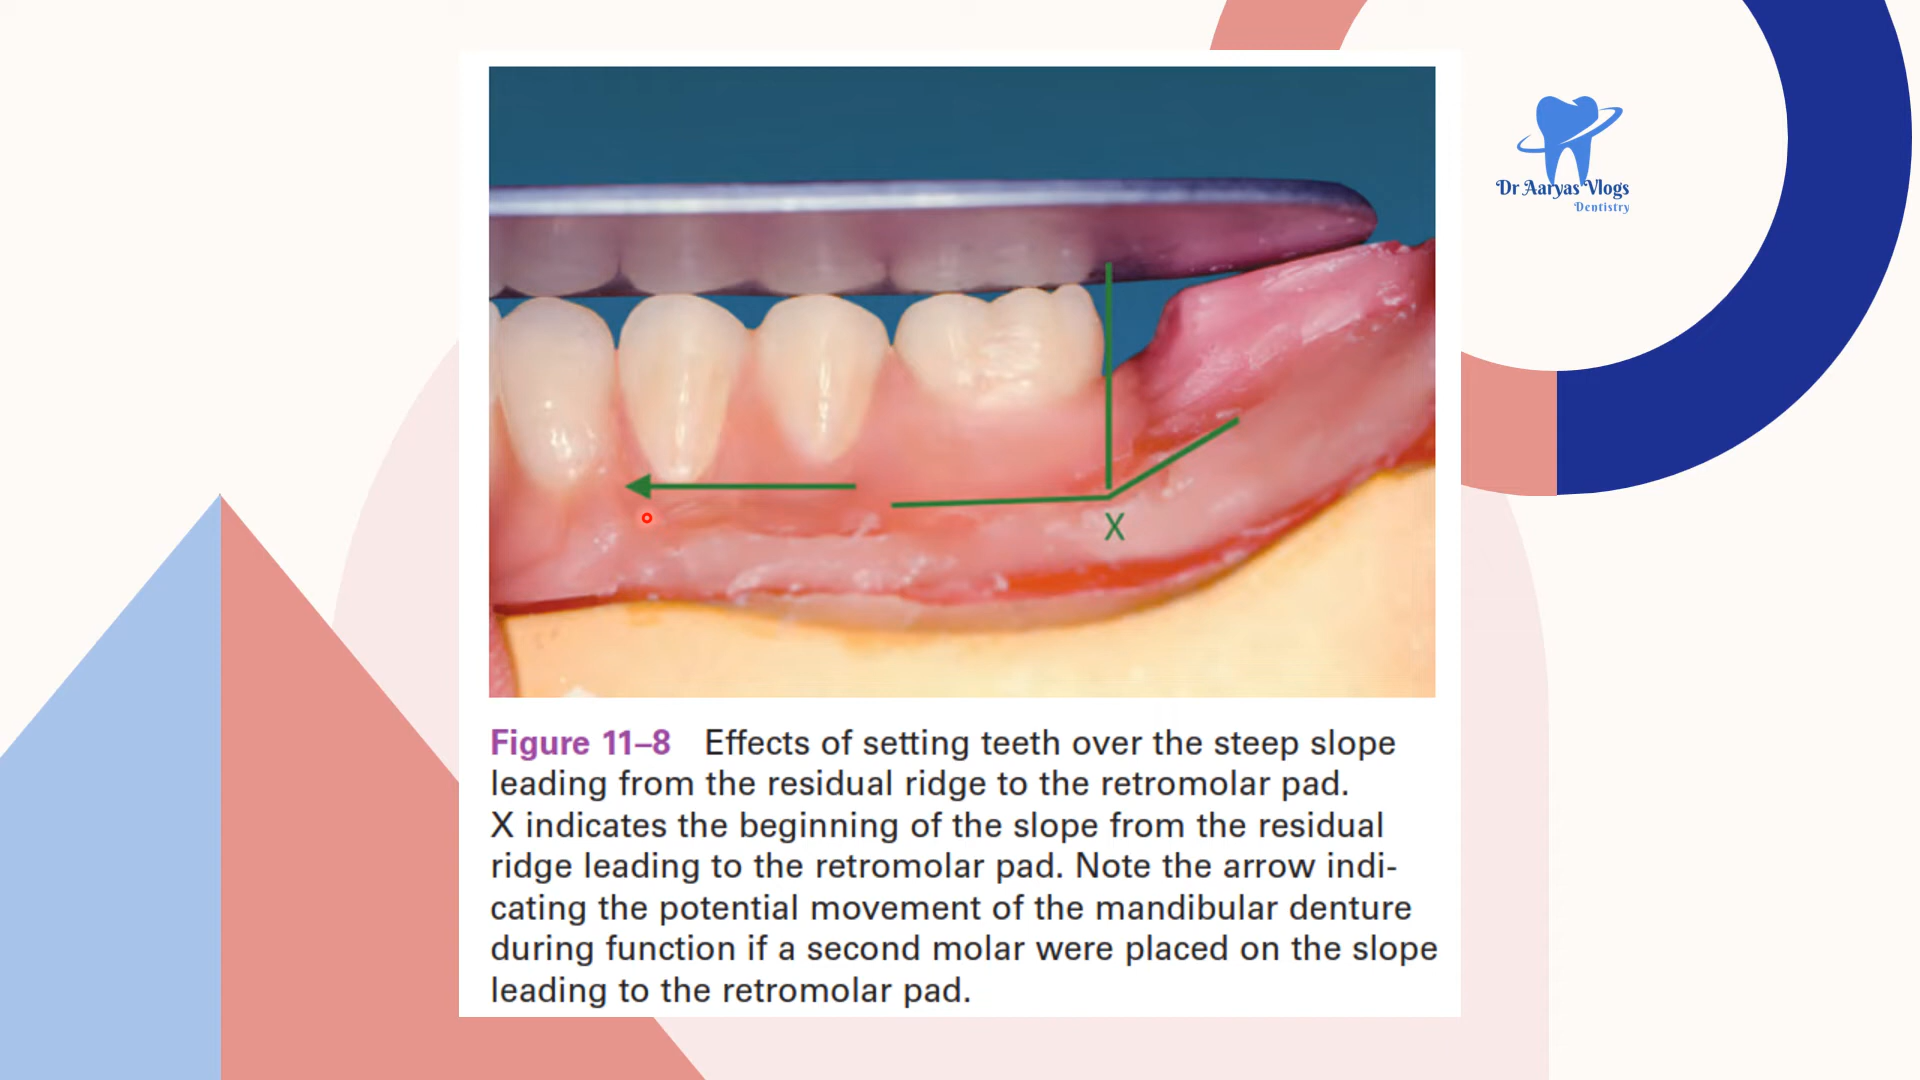 Dr Aaryas Vlogs
Dentistry
X
Figure 11–8 Effects of setting teeth over the steep slope
leading from the residual ridge to the retromolar pad.
X indicates the beginning of the slope from the residual
ridge leading to the retromolar pad. Note the arrow indi-
cating the potential movement of the mandibular denture
during function if a second molar were placed on the slope
leading to the retromolar pad.